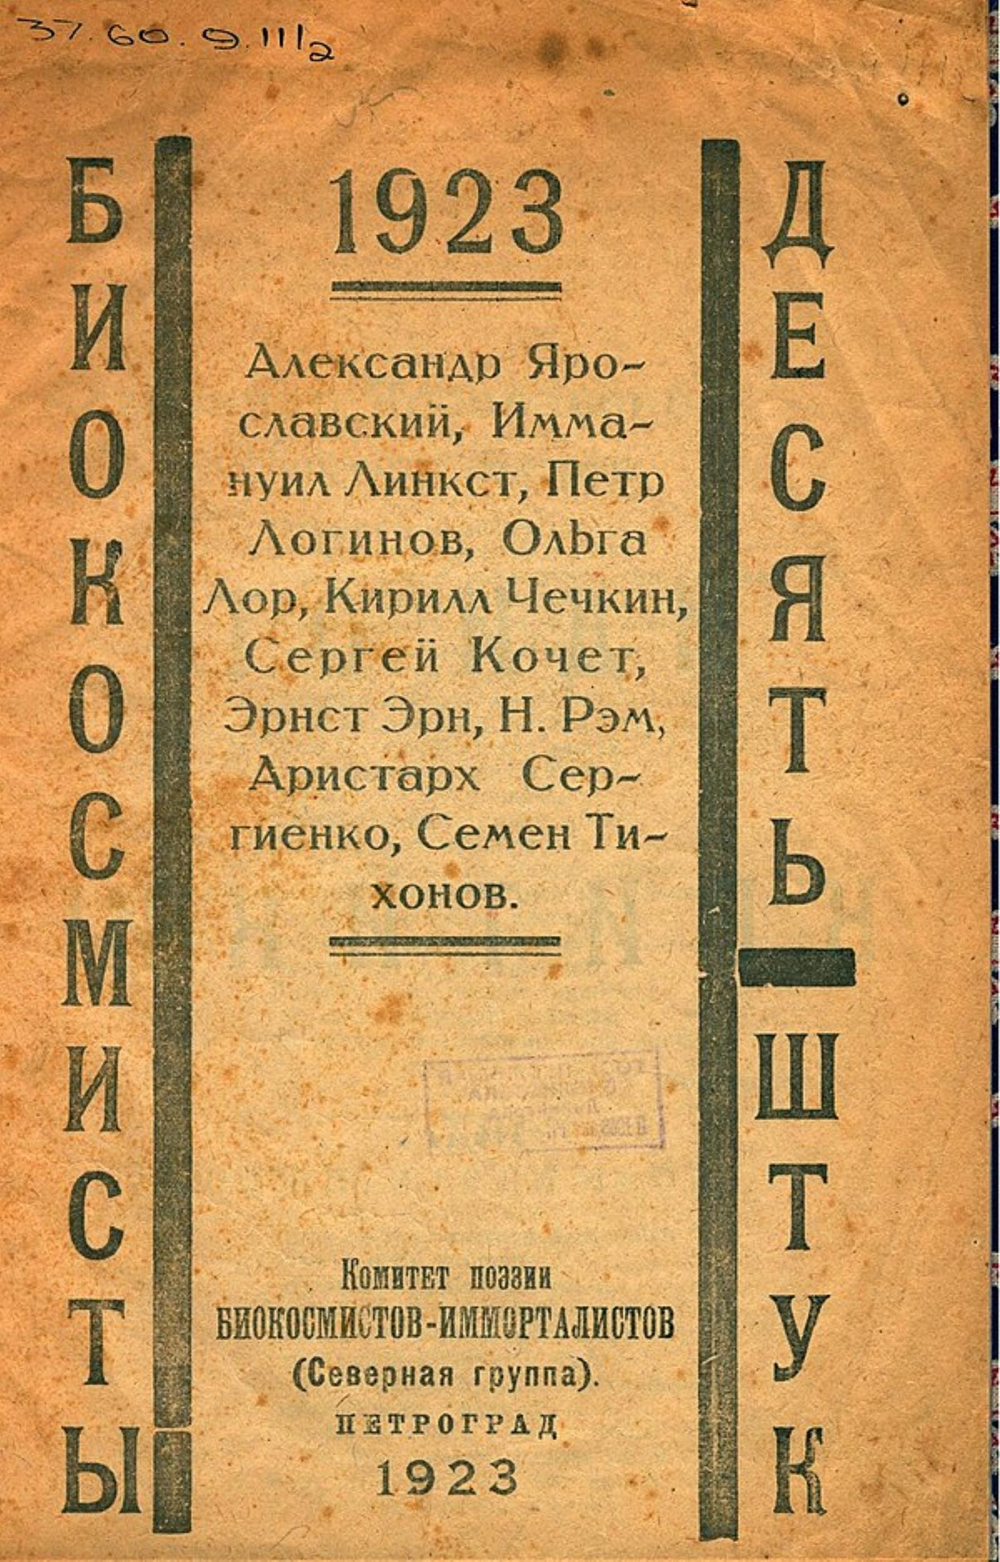 37.60.9.111/2
БИОКОСМИСТЫ
1923
Александр Яро-
славский, Имма-
нуил Линкст, Петр
Логинов, Ольга
Лор, Кирилл Чечкин,
Сергей Кочет,
Эрнст Эрн, Н. Рэм,
Аристарх Сер-
гиенко, Семен Ти-
хонов.
Комитет поэзии
БИОКОСМИСТОВ-ИММОРТАЛИСТОВ
(Северная группа).
ПЕТРОГРАД
1923
ДЕСЯТЬ
ШТУК